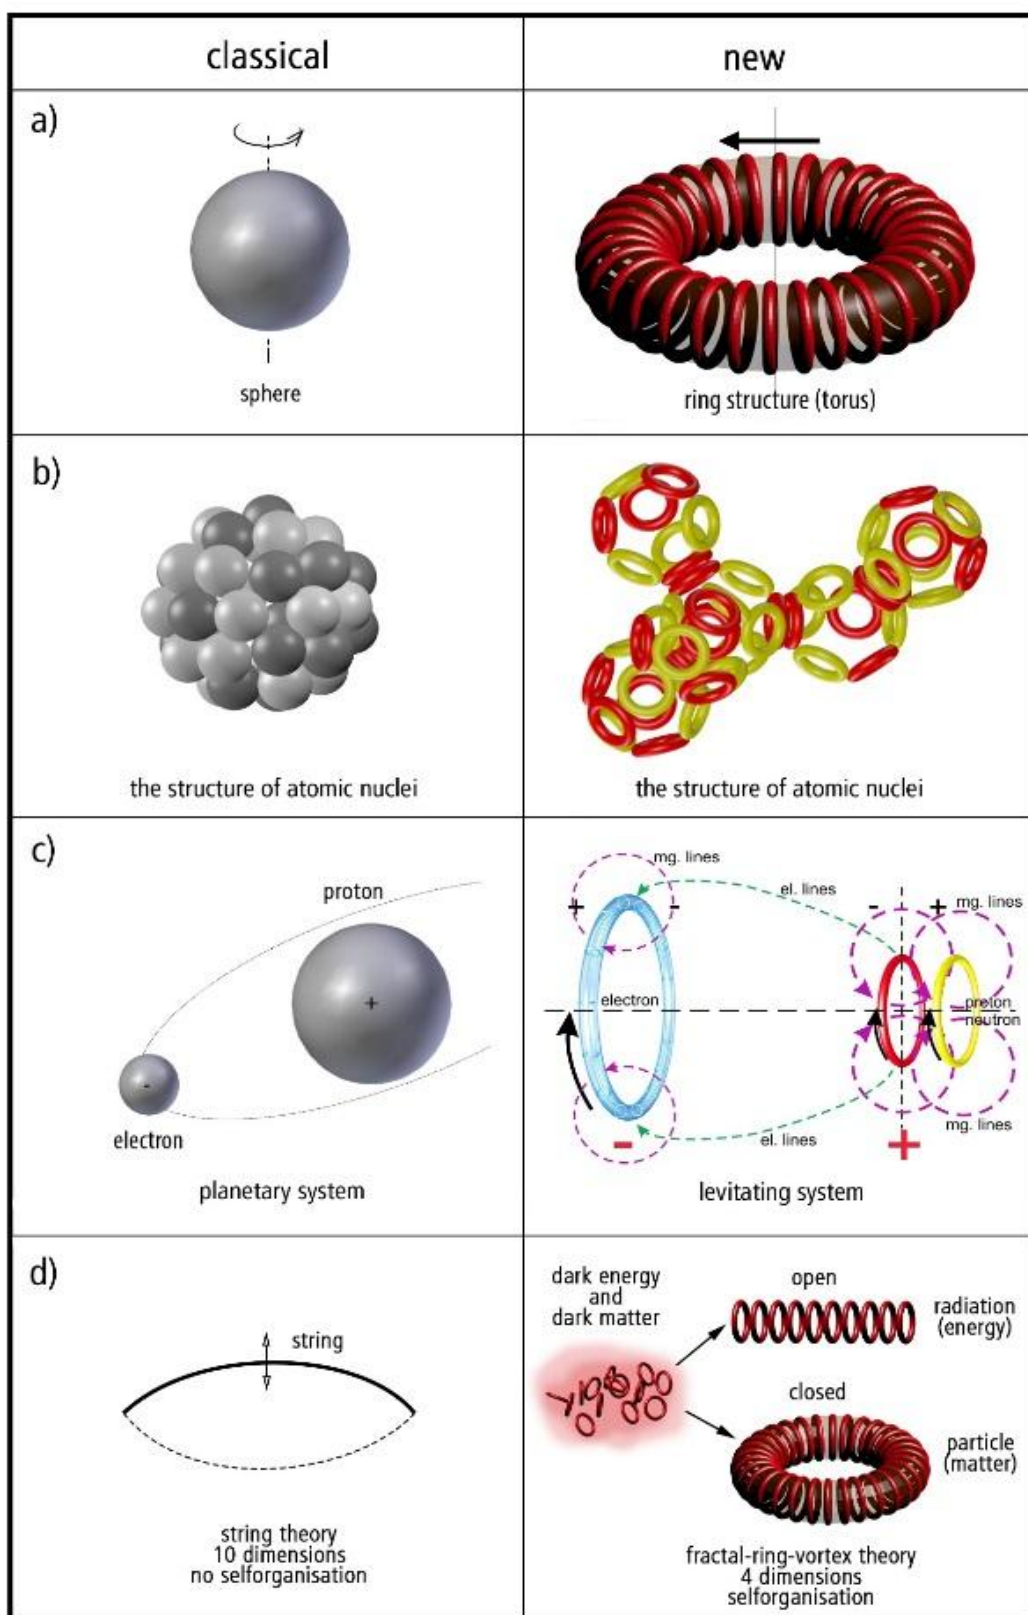 classical
new
a)
sphere
ring structure (torus)
b)
the structure of atomic nuclei
the structure of atomic nuclei
c)
proton
+
-
electron
planetary system
mg. lines
+
-
el. lines
-
+
mg. lines
electron
preton
neutron
-
el. lines
+
mg. lines
levitating system
d)
string
string theory
10 dimensions
no selforganisation
dark energy
and
dark matter
open
radiation
(energy)
closed
particle
(matter)
fractal-ring-vortex theory
4 dimensions
selforganisation